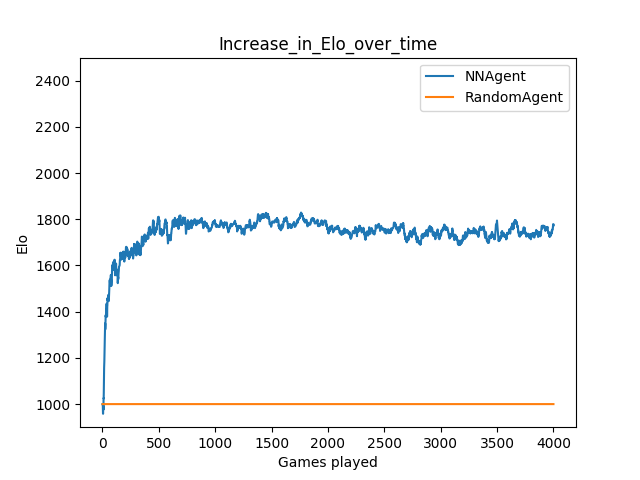 Increase_in_Elo_over_time
NNAgent
RandomAgent
2400
2200
2000
1800
1600
1400
1200
1000
Elo
0 500 1000 1500 2000 2500 3000 3500 4000
Games played